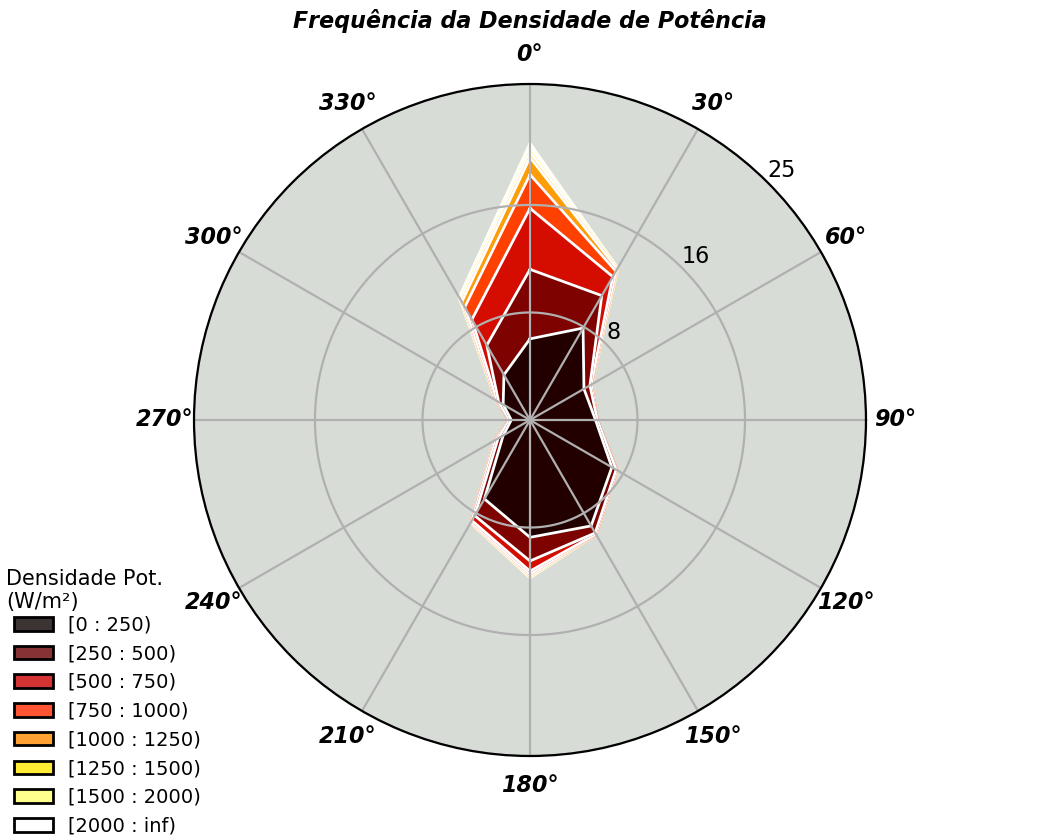 Frequência da Densidade de Potência
0°
330°
30°
25
300°
60°
16
8
270°
90°
240°
120°
210°
150°
180°
Densidade Pot.
(W/m²)
[0 : 250)
[250 : 500)
[500 : 750)
[750 : 1000)
[1000 : 1250)
[1250 : 1500)
[1500 : 2000)
[2000 : inf)